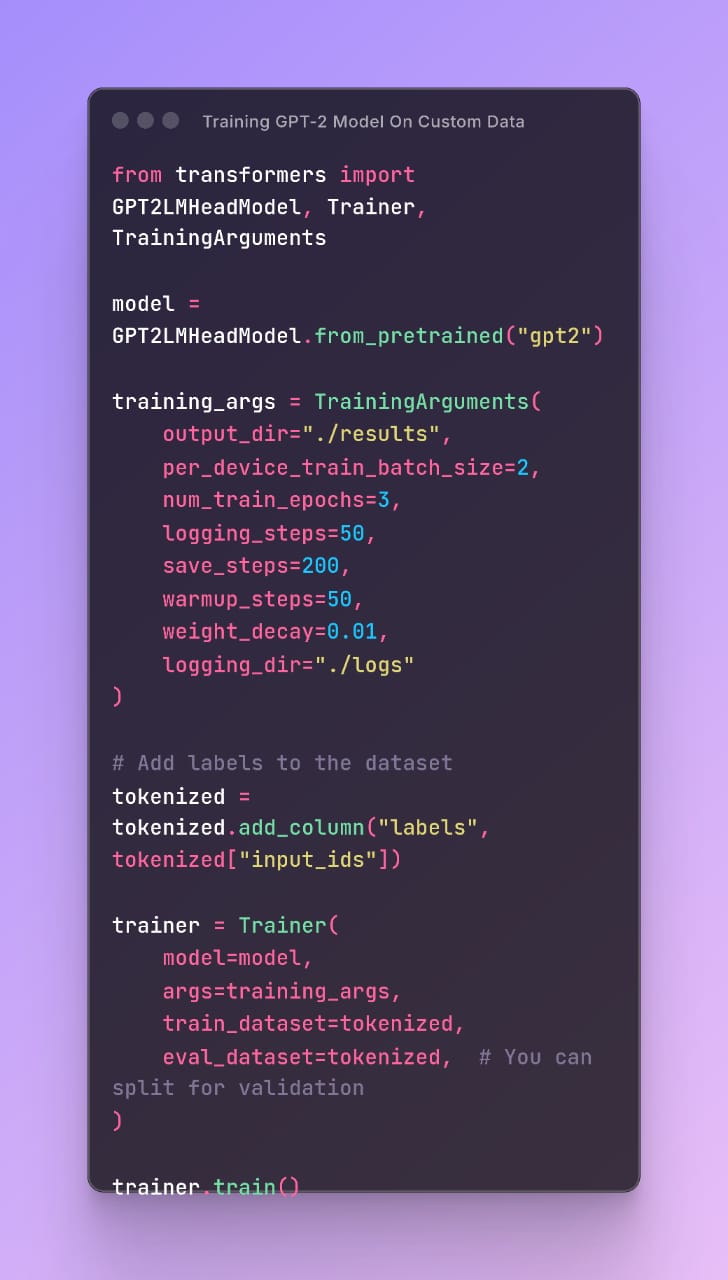 Training GPT-2 Model On Custom Data
from transformers import
GPT2LMHeadModel, Trainer,
TrainingArguments
model =
GPT2LMHeadModel.from_pretrained("gpt2")
training_args = TrainingArguments(
    output_dir="./results",
    per_device_train_batch_size=2,
    num_train_epochs=3,
    logging_steps=50,
    save_steps=200,
    warmup_steps=50,
    weight_decay=0.01,
    logging_dir="./logs"
)
# Add labels to the dataset
tokenized =
tokenized.add_column("labels",
tokenized["input_ids"])
trainer = Trainer(
    model=model,
    args=training_args,
    train_dataset=tokenized,
    eval_dataset=tokenized,  # You can
split for validation
)
trainer.train()